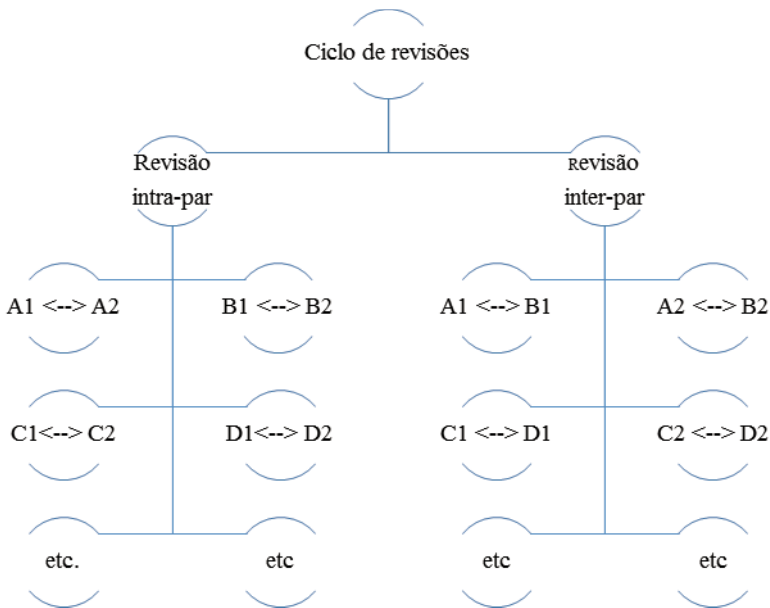 Ciclo de revisões
Revisão
intra-par
Revisão
inter-par
A1 <--> A2
B1 <--> B2
A1 <--> B1
A2 <--> B2
C1<--> C2
D1<--> D2
C1 <--> D1
C2 <--> D2
etc.
etc
etc
etc